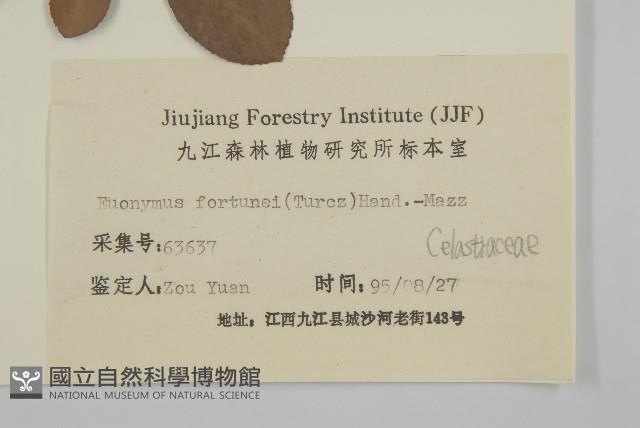 Jiujiang Forestry Institute (JJF)
九江森林植物研究所标本室
Euonymus fortunei(Turcz)Hand.-Mazz
Celastraceae
采集号:63637
鉴定人:Zou Yuan 时间:95/08/27
地址：江西九江县城沙河老街143号
國立自然科學博物館
NATIONAL MUSEUM OF NATURAL SCIENCE